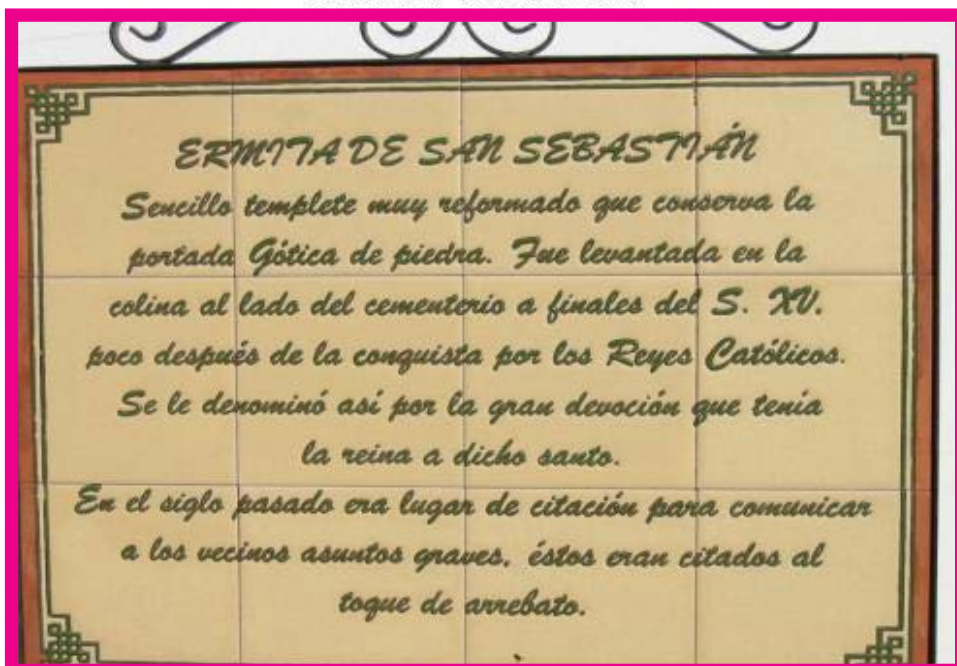 ERMITA DE SAN SEBASTIÁN
Sencillo templete muy reformado que conserva la
portada Gótica de piedra. Fue levantada en la
colina al lado del cementerio a finales del S. XV.
poco después de la conquista por los Reyes Católicos.
Se le denominó así por la gran devoción que tenía
la reina a dicho santo.
En el siglo pasado era lugar de citación para comunicar
a los vecinos asuntos graves, éstos eran citados al
toque de arrebato.